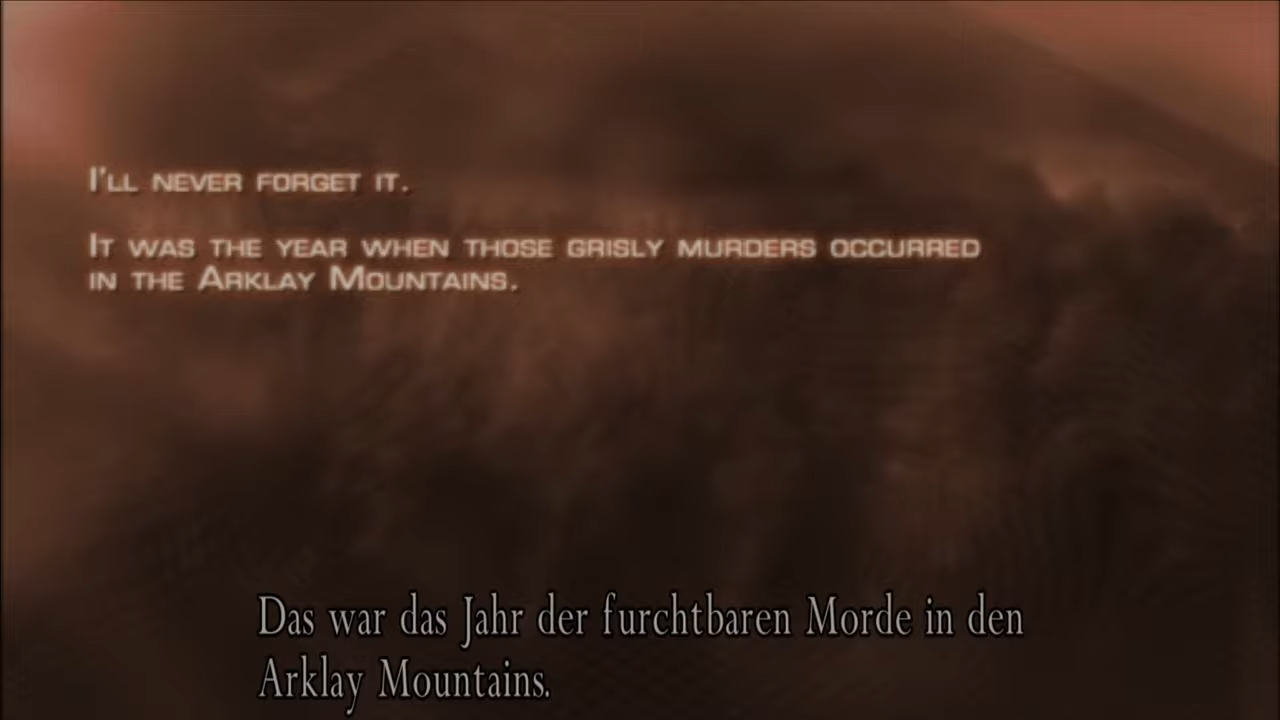 I'LL NEVER FORGET IT.
IT WAS THE YEAR WHEN THOSE GRISLY MURDERS OCCURRED
IN THE ARKLAY MOUNTAINS.
Das war das Jahr der furchtbaren Morde in den
Arklay Mountains.